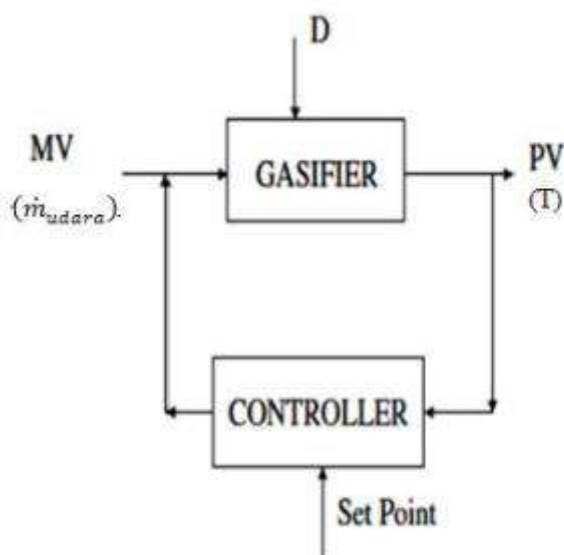 D
MV
GASIFIER
PV
(ṁudara).
(T)
CONTROLLER
Set Point